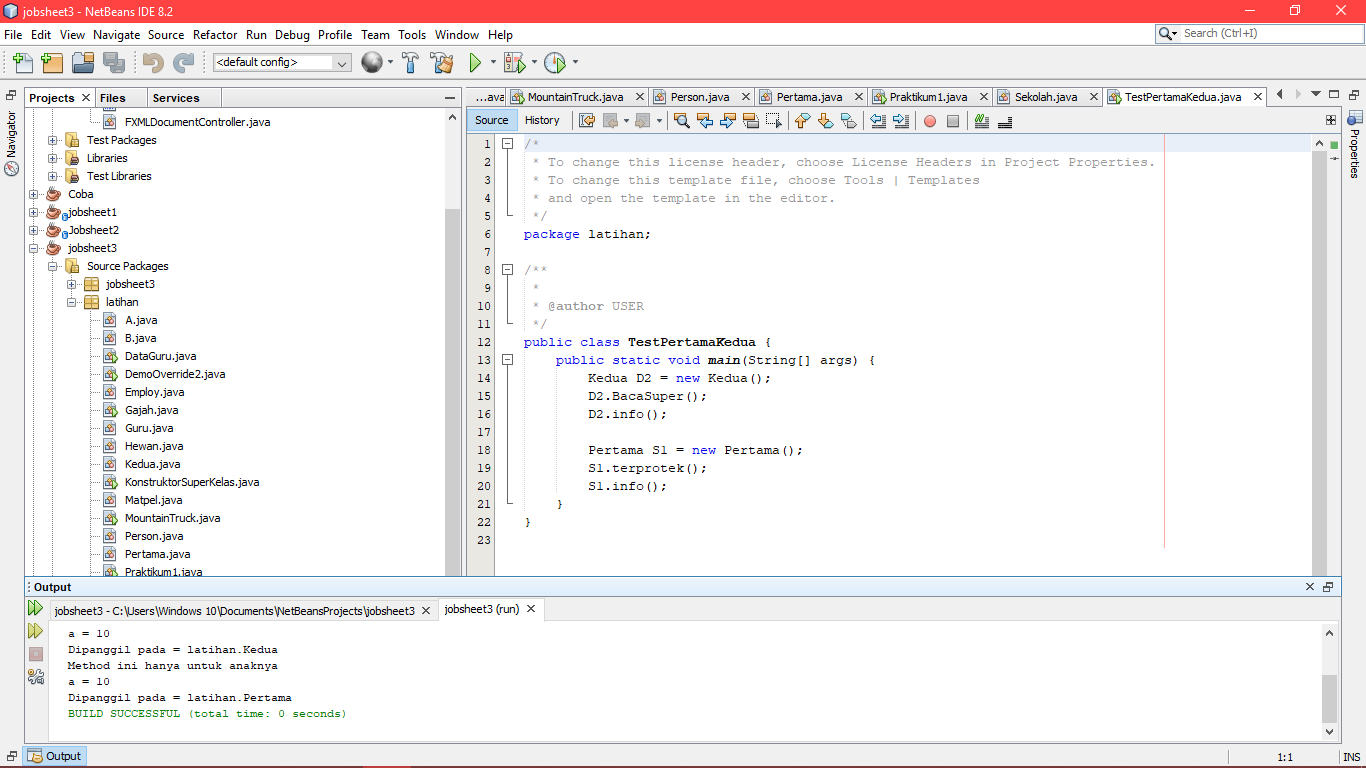 jobsheet3 - NetBeans IDE 8.2
File Edit View Navigate Source Refactor Run Debug Profile Team Tools Window Help
Search (Ctrl+I)
<default config>
Projects Files Services
Navigator
FXMLDocumentController.java
Test Packages
Libraries
Test Libraries
Coba
jobsheet1
Jobsheet2
jobsheet3
Source Packages
jobsheet3
latihan
A.java
B.java
DataGuru.java
DemoOverride2.java
Employ.java
Gajah.java
Guru.java
Hewan.java
Kedua.java
KonstruktorSuperKelas.java
Matpel.java
MountainTruck.java
Person.java
Pertama.java
Praktikum1.java
...ava MountainTruck.java Person.java Pertama.java Praktikum1.java Sekolah.java TestPertamaKedua.java
Source History
Properties
1 /*
2 * To change this license header, choose License Headers in Project Properties.
3 * To change this template file, choose Tools | Templates
4 * and open the template in the editor.
5 */
6 package latihan;
7
8 /**
9 *
10 * @author USER
11 */
12 public class TestPertamaKedua {
13 public static void main(String[] args) {
14 Kedua D2 = new Kedua();
15 D2.BacaSuper();
16 D2.info();
17
18 Pertama S1 = new Pertama();
19 S1.terprotek();
20 S1.info();
21 }
22 }
23
Output
jobsheet3 - C:\Users\Windows 10\Documents\NetBeansProjects\jobsheet3 jobsheet3 (run)
a = 10
Dipanggil pada = latihan.Kedua
Method ini hanya untuk anaknya
a = 10
Dipanggil pada = latihan.Pertama
BUILD SUCCESSFUL (total time: 0 seconds)
Output
1:1 INS